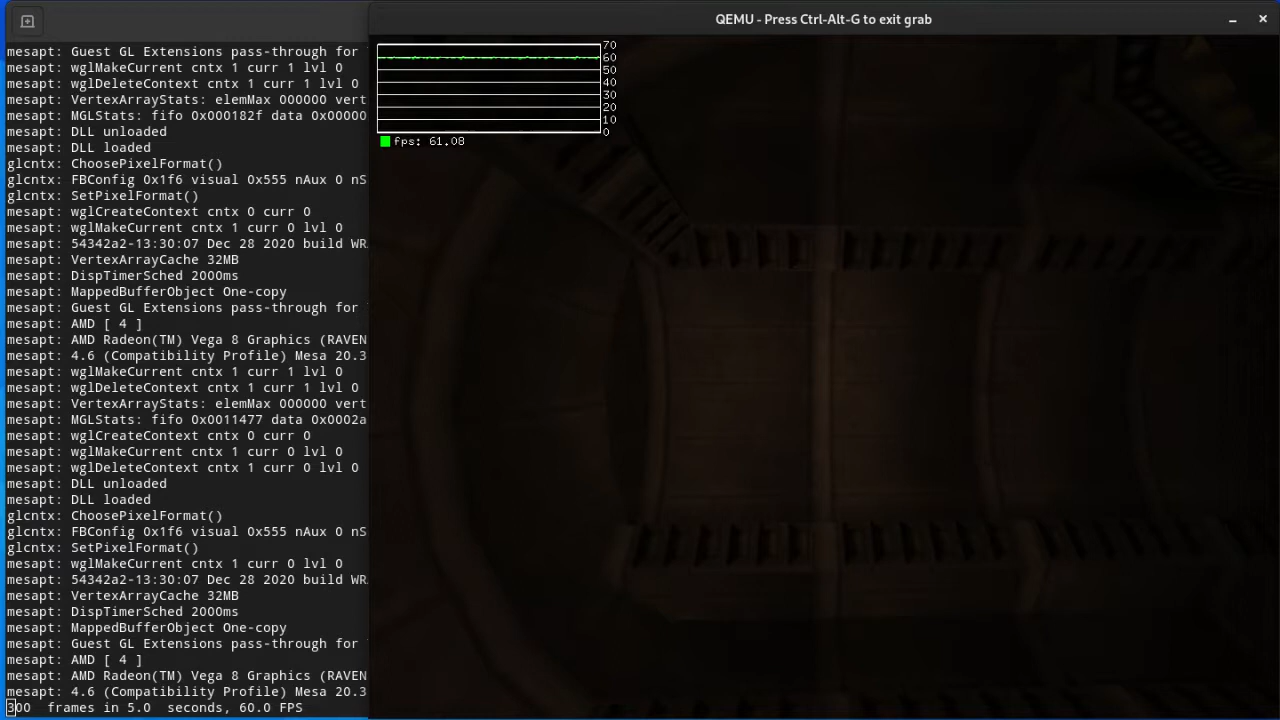 QEMU - Press Ctrl-Alt-G to exit grab
mesapt: Guest GL Extensions pass-through for
mesapt: wglMakeCurrent cntx 1 curr 1 lvl 0
mesapt: wglDeleteContext cntx 1 curr 1 lvl 0
mesapt: VertexArrayStats: elemMax 000000 vert
mesapt: MGLStats: fifo 0x000182f data 0x00000
mesapt: DLL unloaded
mesapt: DLL loaded
glcntx: ChoosePixelFormat()
glcntx: FBConfig 0x1f6 visual 0x555 nAux 0 nS
glcntx: SetPixelFormat()
mesapt: wglCreateContext cntx 0 curr 0
mesapt: wglMakeCurrent cntx 1 curr 0 lvl 0
mesapt: 54342a2-13:30:07 Dec 28 2020 build WR
mesapt: VertexArrayCache 32MB
mesapt: DispTimerSched 2000ms
mesapt: MappedBufferObject One-copy
mesapt: Guest GL Extensions pass-through for
mesapt: AMD [ 4 ]
mesapt: AMD Radeon(TM) Vega 8 Graphics (RAVEN
mesapt: 4.6 (Compatibility Profile) Mesa 20.3
mesapt: wglMakeCurrent cntx 1 curr 1 lvl 0
mesapt: wglDeleteContext cntx 1 curr 1 lvl 0
mesapt: VertexArrayStats: elemMax 000000 vert
mesapt: MGLStats: fifo 0x0011477 data 0x0002a
mesapt: wglCreateContext cntx 0 curr 0
mesapt: wglMakeCurrent cntx 1 curr 0 lvl 0
mesapt: wglDeleteContext cntx 1 curr 0 lvl 0
mesapt: DLL unloaded
mesapt: DLL loaded
glcntx: ChoosePixelFormat()
glcntx: FBConfig 0x1f6 visual 0x555 nAux 0 nS
glcntx: SetPixelFormat()
mesapt: wglMakeCurrent cntx 1 curr 0 lvl 0
mesapt: 54342a2-13:30:07 Dec 28 2020 build WR
mesapt: VertexArrayCache 32MB
mesapt: DispTimerSched 2000ms
mesapt: MappedBufferObject One-copy
mesapt: Guest GL Extensions pass-through for
mesapt: AMD [ 4 ]
mesapt: AMD Radeon(TM) Vega 8 Graphics (RAVEN
mesapt: 4.6 (Compatibility Profile) Mesa 20.3
300 frames in 5.0 seconds, 60.0 FPS
70
60
50
40
30
20
10
0
fps: 61.08